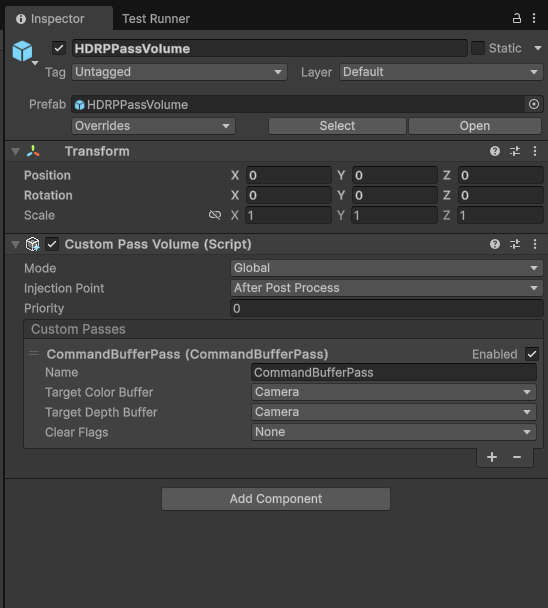 Inspector Test Runner
HDRPPassVolume Static
Tag Untagged Layer Default
Prefab HDRPPassVolume
Overrides Select Open
Transform
Position X 0 Y 0 Z 0
Rotation X 0 Y 0 Z 0
Scale X 1 Y 1 Z 1
Custom Pass Volume (Script)
Mode Global
Injection Point After Post Process
Priority 0
Custom Passes
CommandBufferPass (CommandBufferPass) Enabled
Name CommandBufferPass
Target Color Buffer Camera
Target Depth Buffer Camera
Clear Flags None
+ −
Add Component